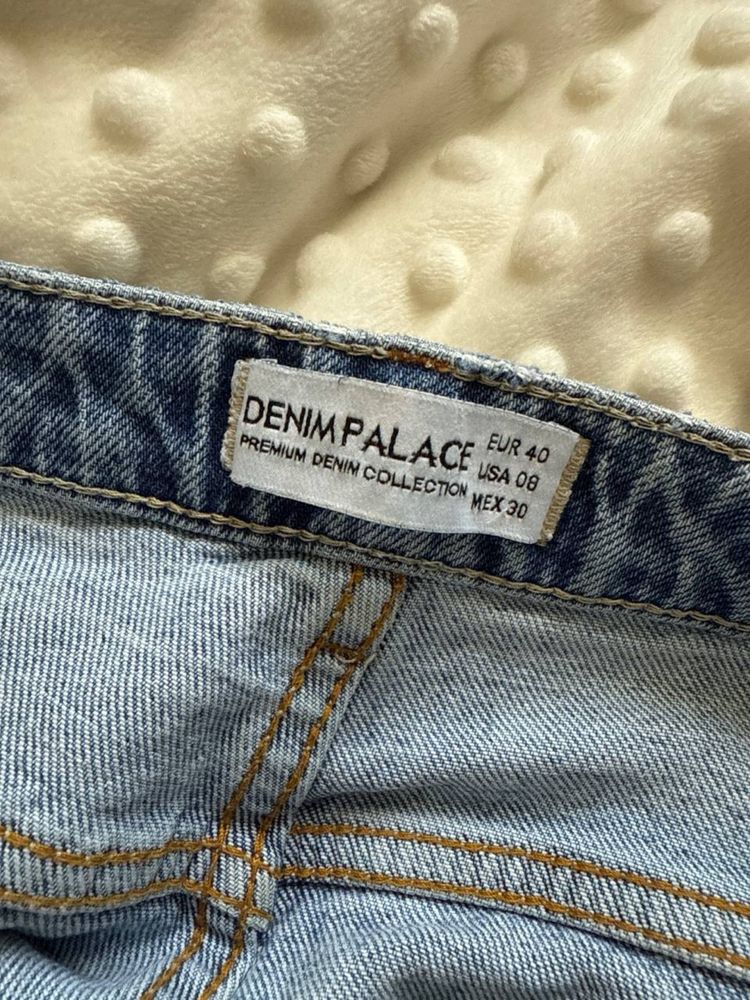 DENIM PALACE
PREMIUM DENIM COLLECTION
EUR 40
USA 08
MEX 30